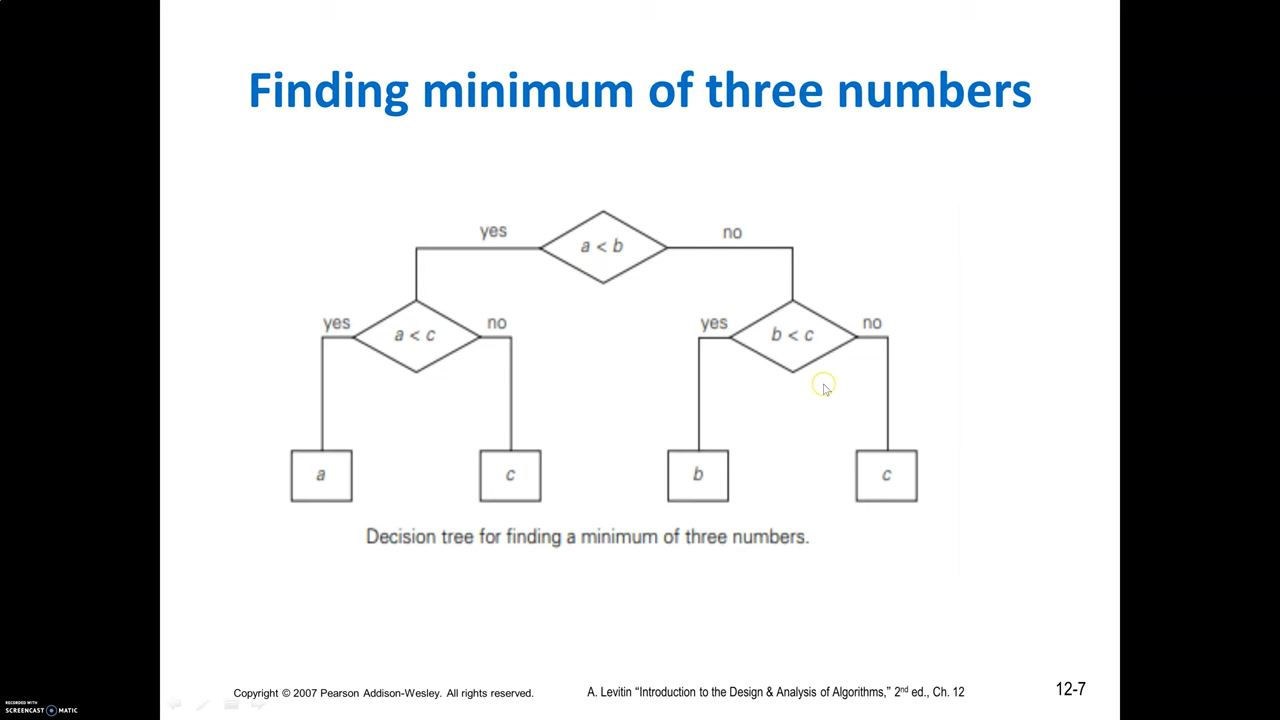 Finding minimum of three numbers
yes
a < b
no
yes
a < c
no
yes
b < c
no
a
c
b
c
Decision tree for finding a minimum of three numbers.
Copyright © 2007 Pearson Addison-Wesley. All rights reserved.
A. Levitin “Introduction to the Design & Analysis of Algorithms,” 2nd ed., Ch. 12
12-7
RECORDED WITH
SCREENCAST MATIC